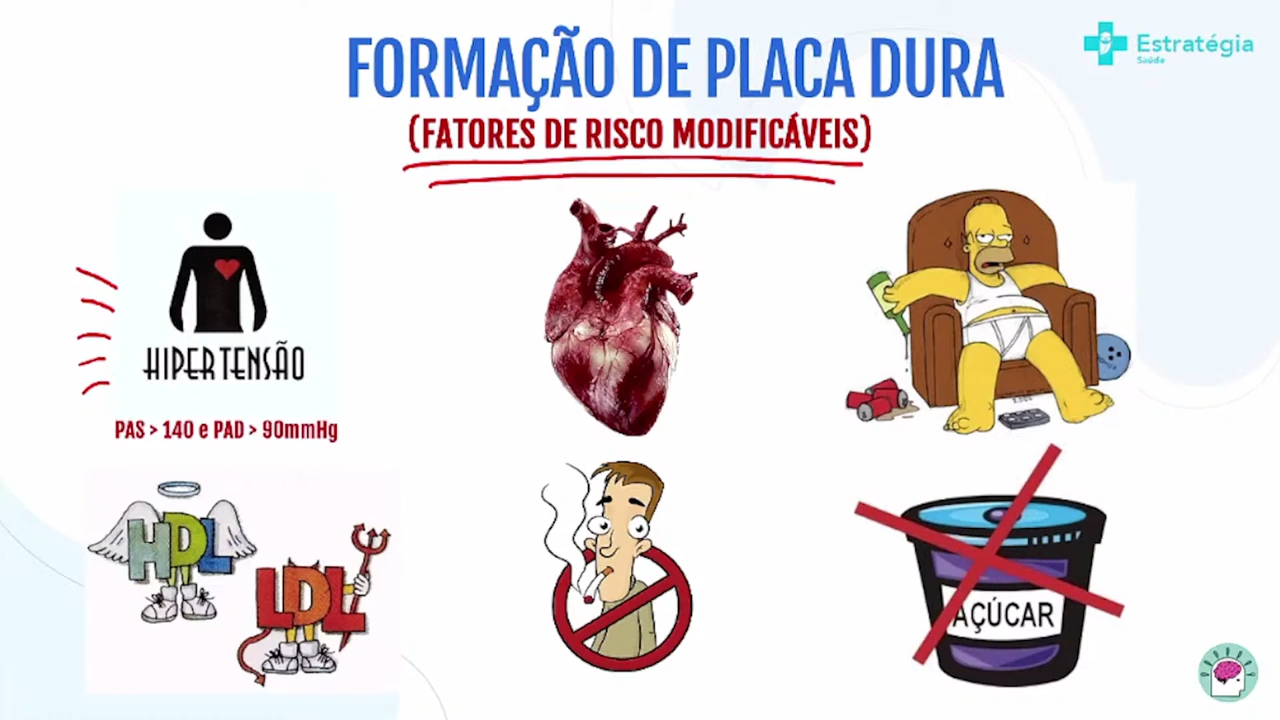 FORMAÇÃO DE PLACA DURA
(FATORES DE RISCO MODIFICÁVEIS)
Estratégia
Saúde
HIPERTENSÃO
PAS > 140 e PAD > 90mmHg
HDL
LDL
AÇÚCAR